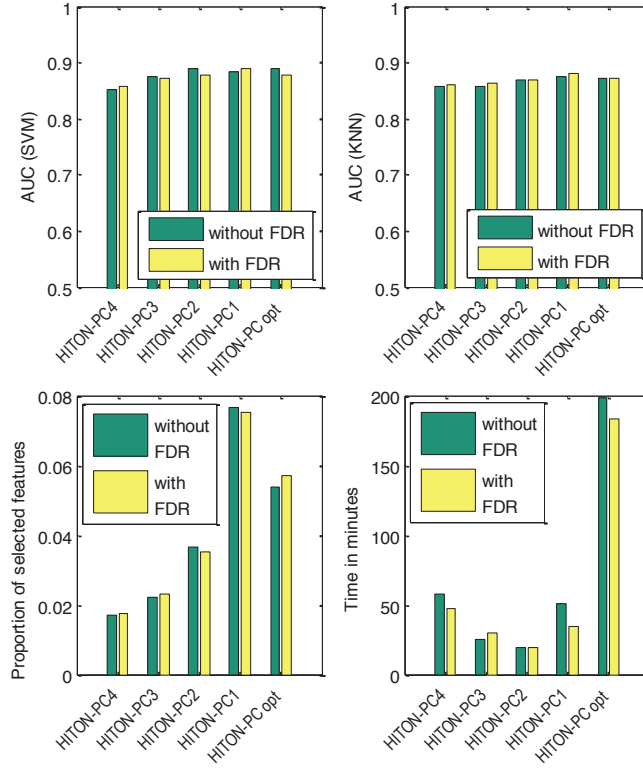 AUC (SVM)
1
0.9
0.8
0.7
0.6
0.5
without FDR
with FDR
HITON-PC4
HITON-PC3
HITON-PC2
HITON-PC1
HITON-PC opt
AUC (KNN)
1
0.9
0.8
0.7
0.6
0.5
without FDR
with FDR
HITON-PC4
HITON-PC3
HITON-PC2
HITON-PC1
HITON-PC opt
Proportion of selected features
0.08
0.06
0.04
0.02
0
without
FDR
with
FDR
HITON-PC4
HITON-PC3
HITON-PC2
HITON-PC1
HITON-PC opt
Time in minutes
200
150
100
50
0
without
FDR
with
FDR
HITON-PC4
HITON-PC3
HITON-PC2
HITON-PC1
HITON-PC opt